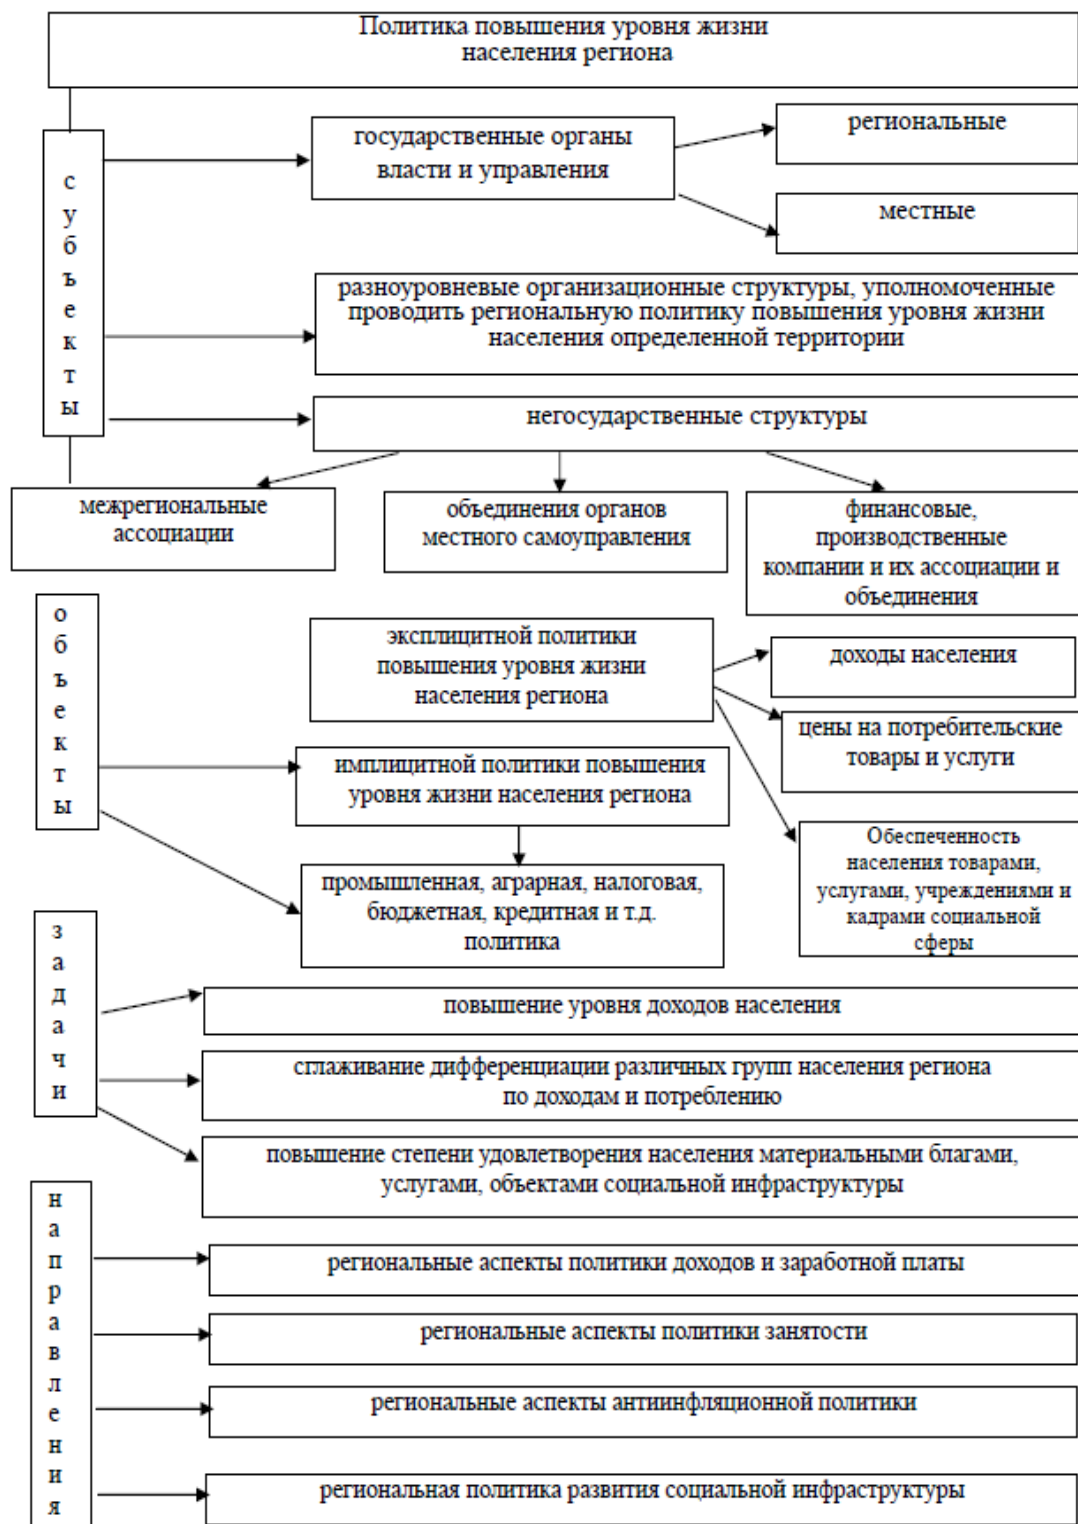 Политика повышения уровня жизни
населения региона
субъекты
государственные органы
власти и управления
региональные
местные
разноуровневые организационные структуры, уполномоченные
проводить региональную политику повышения уровня жизни
населения определенной территории
негосударственные структуры
межрегиональные
ассоциации
объединения органов
местного самоуправления
финансовые,
производственные
компании и их ассоциации и
объединения
объекты
эксплицитной политики
повышения уровня жизни
населения региона
доходы населения
цены на потребительские
товары и услуги
имплицитной политики повышения
уровня жизни населения региона
Обеспеченность
населения товарами,
услугами, учреждениями и
кадрами социальной
сферы
промышленная, аграрная, налоговая,
бюджетная, кредитная и т.д.
политика
задачи
повышение уровня доходов населения
сглаживание дифференциации различных групп населения региона
по доходам и потреблению
повышение степени удовлетворения населения материальными благами,
услугами, объектами социальной инфраструктуры
направления
региональные аспекты политики доходов и заработной платы
региональные аспекты политики занятости
региональные аспекты антиинфляционной политики
региональная политика развития социальной инфраструктуры